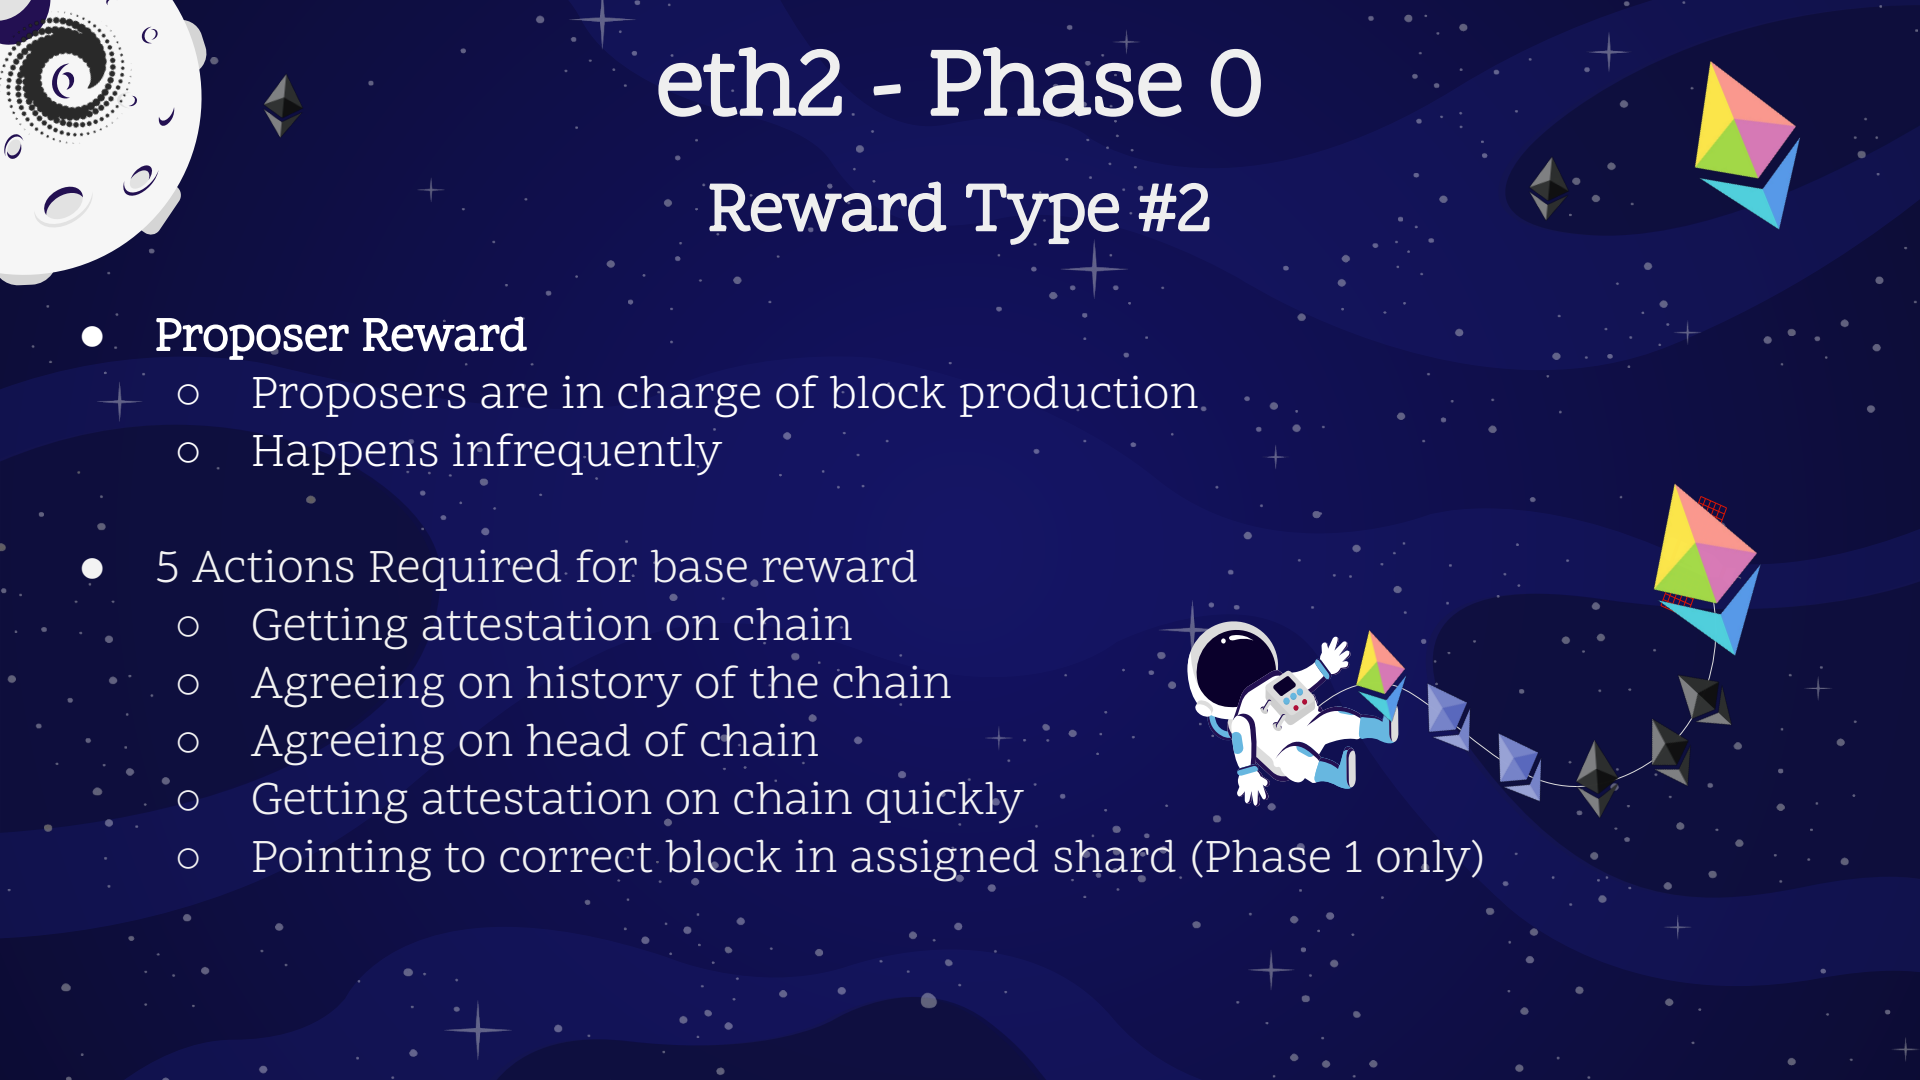 eth2 - Phase 0
Reward Type #2
● Proposer Reward
○ Proposers are in charge of block production
○ Happens infrequently
● 5 Actions Required for base reward
○ Getting attestation on chain
○ Agreeing on history of the chain
○ Agreeing on head of chain
○ Getting attestation on chain quickly
○ Pointing to correct block in assigned shard (Phase 1 only)